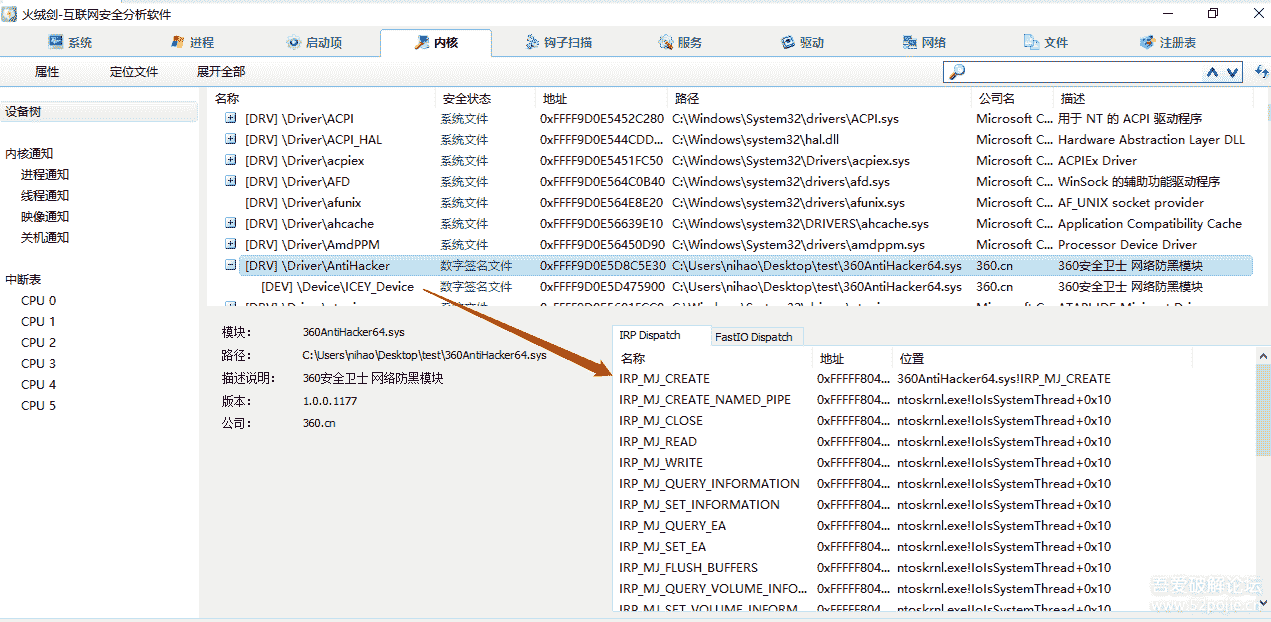 火绒剑-互联网安全分析软件
系统 进程 启动项 内核 钩子扫描 服务 驱动 网络 文件 注册表
属性 定位文件 展开全部
设备树
内核通知
进程通知
线程通知
映像通知
关机通知
中断表
CPU 0
CPU 1
CPU 2
CPU 3
CPU 4
CPU 5
名称 安全状态 地址 路径 公司名 描述
[DRV] \Driver\ACPI 系统文件 0xFFFF9D0E5452C280 C:\Windows\System32\drivers\ACPI.sys Microsoft C... 用于 NT 的 ACPI 驱动程序
[DRV] \Driver\ACPI_HAL 系统文件 0xFFFF9D0E544CDD... C:\Windows\system32\hal.dll Microsoft C... Hardware Abstraction Layer DLL
[DRV] \Driver\acpiex 系统文件 0xFFFF9D0E5451FC50 C:\Windows\System32\Drivers\acpiex.sys Microsoft C... ACPIEx Driver
[DRV] \Driver\AFD 系统文件 0xFFFF9D0E564C0B40 C:\Windows\system32\drivers\afd.sys Microsoft C... WinSock 的辅助功能驱动程序
[DRV] \Driver\afunix 系统文件 0xFFFF9D0E564E8E20 C:\Windows\system32\drivers\afunix.sys Microsoft C... AF_UNIX socket provider
[DRV] \Driver\ahcache 系统文件 0xFFFF9D0E56639E10 C:\Windows\system32\DRIVERS\ahcache.sys Microsoft C... Application Compatibility Cache
[DRV] \Driver\AmdPPM 系统文件 0xFFFF9D0E56450D90 C:\Windows\system32\drivers\amdppm.sys Microsoft C... Processor Device Driver
[DRV] \Driver\AntiHacker 数字签名文件 0xFFFF9D0E5D8C5E30 C:\Users\nihao\Desktop\test\360AntiHacker64.sys 360.cn 360安全卫士 网络防黑模块
[DEV] \Device\ICEY_Device 数字签名文件 0xFFFF9D0E5D475900 C:\Users\nihao\Desktop\test\360AntiHacker64.sys 360.cn 360安全卫士 网络防黑模块
模块: 360AntiHacker64.sys
路径: C:\Users\nihao\Desktop\test\360AntiHacker64.sys
描述说明: 360安全卫士 网络防黑模块
版本: 1.0.0.1177
公司: 360.cn
IRP Dispatch FastIO Dispatch
名称 地址 位置
IRP_MJ_CREATE 0xFFFFF804... 360AntiHacker64.sys!IRP_MJ_CREATE
IRP_MJ_CREATE_NAMED_PIPE 0xFFFFF804... ntoskrnl.exe!IoIsSystemThread+0x10
IRP_MJ_CLOSE 0xFFFFF804... ntoskrnl.exe!IoIsSystemThread+0x10
IRP_MJ_READ 0xFFFFF804... ntoskrnl.exe!IoIsSystemThread+0x10
IRP_MJ_WRITE 0xFFFFF804... ntoskrnl.exe!IoIsSystemThread+0x10
IRP_MJ_QUERY_INFORMATION 0xFFFFF804... ntoskrnl.exe!IoIsSystemThread+0x10
IRP_MJ_SET_INFORMATION 0xFFFFF804... ntoskrnl.exe!IoIsSystemThread+0x10
IRP_MJ_QUERY_EA 0xFFFFF804... ntoskrnl.exe!IoIsSystemThread+0x10
IRP_MJ_SET_EA 0xFFFFF804... ntoskrnl.exe!IoIsSystemThread+0x10
IRP_MJ_FLUSH_BUFFERS 0xFFFFF804... ntoskrnl.exe!IoIsSystemThread+0x10
IRP_MJ_QUERY_VOLUME_INFO... 0xFFFFF804... ntoskrnl.exe!IoIsSystemThread+0x10
IRP_MJ_SET_VOLUME_INFORM 0xFFFFF804... ntoskrnl.exe!IoIsSystemThread+0x10
吾爱破解论坛
www.52pojie.cn